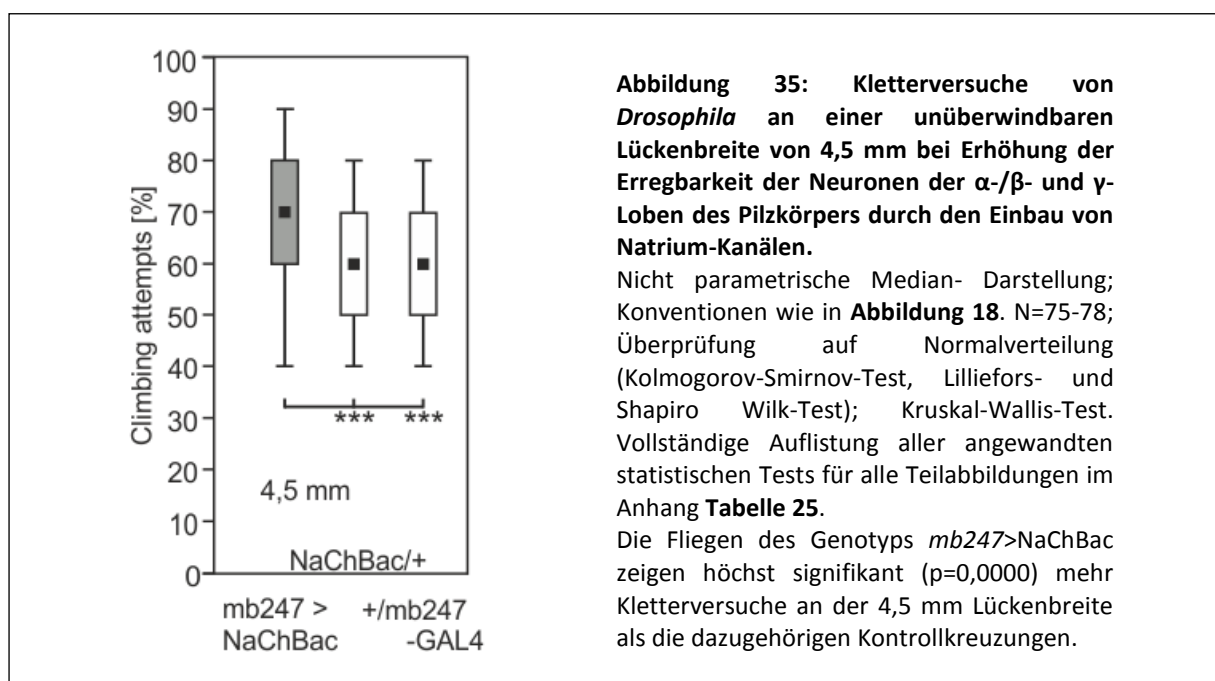 100
90
80
70
60
50
40
30
20
10
0
Climbing attempts [%]
*** ***
4,5 mm
NaChBac/+
mb247 > +/mb247
NaChBac -GAL4
Abbildung 35: Kletterversuche von
Drosophila an einer unüberwindbaren
Lückenbreite von 4,5 mm bei Erhöhung der
Erregbarkeit der Neuronen der α-/β- und γ-
Loben des Pilzkörpers durch den Einbau von
Natrium-Kanälen.
Nicht parametrische Median- Darstellung;
Konventionen wie in Abbildung 18. N=75-78;
Überprüfung auf Normalverteilung
(Kolmogorov-Smirnov-Test, Lilliefors- und
Shapiro Wilk-Test); Kruskal-Wallis-Test.
Vollständige Auflistung aller angewandten
statistischen Tests für alle Teilabbildungen im
Anhang Tabelle 25.
Die Fliegen des Genotyps mb247>NaChBac
zeigen höchst signifikant (p=0,0000) mehr
Kletterversuche an der 4,5 mm Lückenbreite
als die dazugehörigen Kontrollkreuzungen.